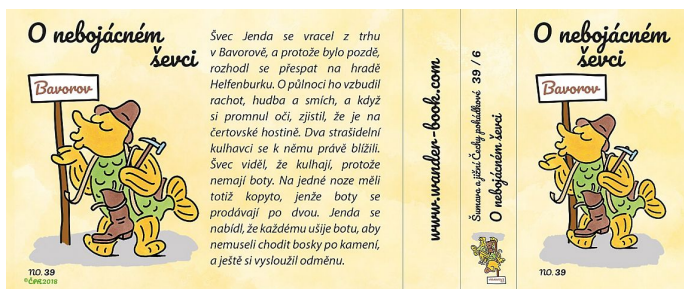 O nebojácném
ševci
Bavorov
NO. 39
©ČPR2018
Švec Jenda se vracel z trhu
v Bavorově, a protože bylo pozdě,
rozhodl se přespat na hradě
Helfenburku. O půlnoci ho vzbudil
rachot, hudba a smích, a když
si promnul oči, zjistil, že je na
čertovské hostině. Dva strašidelní
kulhavci se k němu právě blížili.
Švec viděl, že kulhají, protože
nemají boty. Na jedné noze měli
totiž kopyto, jenže boty se
prodávají po dvou. Jenda se
nabídl, že každému ušije botu, aby
nemuseli chodit bosky po kamení,
a ještě si vysloužil odměnu.
www.wander-book.com
Šumava a jižní Čechy pohádkové 39 / 6
O nebojácném ševci
O nebojácném
ševci
Bavorov
NO. 39